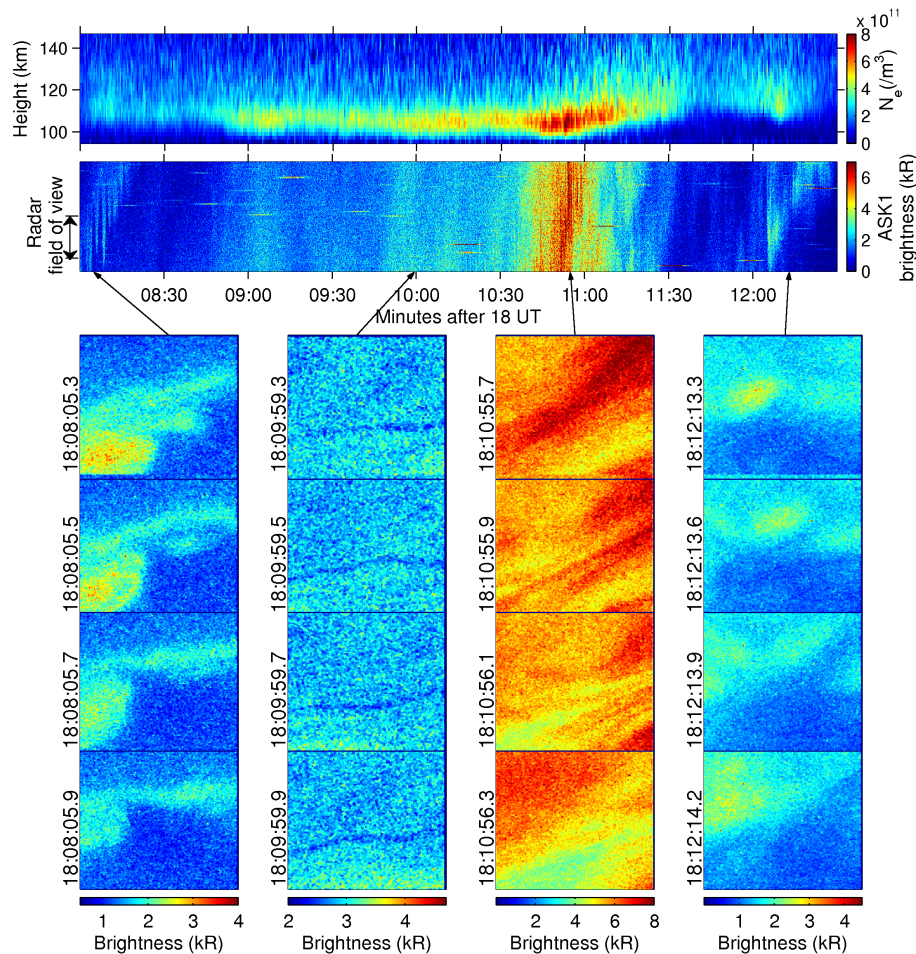 x 10^11
140
120
100
Height (km)
8
6
4
2
0
N_e(/m^3)
Radar
field of view
6
4
2
0
ASK1
brightness (kR)
08:30 09:00 09:30 10:00 10:30 11:00 11:30 12:00
Minutes after 18 UT
18:08:05.3 18:09:59.3 18:10:55.7 18:12:13.3
18:08:05.5 18:09:59.5 18:10:55.9 18:12:13.6
18:08:05.7 18:09:59.7 18:10:56.1 18:12:13.9
18:08:05.9 18:09:59.9 18:10:56.3 18:12:14.2
1 2 3 4 2 3 4 2 4 6 8 1 2 3 4
Brightness (kR) Brightness (kR) Brightness (kR) Brightness (kR)